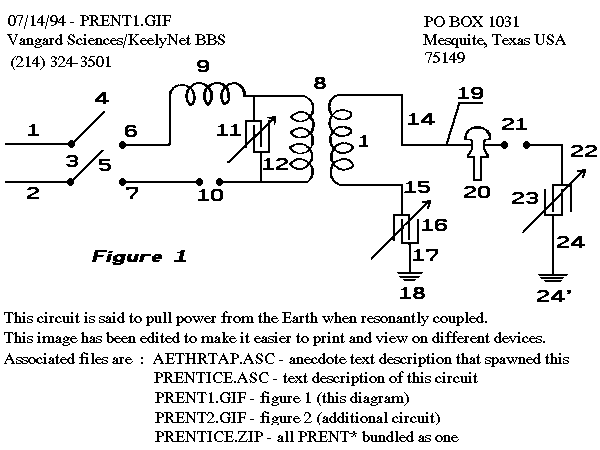 07/14/94 - PRENT1.GIF
Vangard Sciences/KeelyNet BBS
(214) 324-3501
PO BOX 1031
Mesquite, Texas USA
75149
9
8
19
4
14
21
1
6
11
1
22
3
5
12
20
2
7
10
15
23
16
24
17
Figure 1
18
24'
This circuit is said to pull power from the Earth when resonantly coupled.
This image has been edited to make it easier to print and view on different devices.
Associated files are : AETHRTAP.ASC - anecdote text description that spawned this
PRENTICE.ASC - text description of this circuit
PRENT1.GIF - figure 1 (this diagram)
PRENT2.GIF - figure 2 (additional circuit)
PRENTICE.ZIP - all PRENT* bundled as one